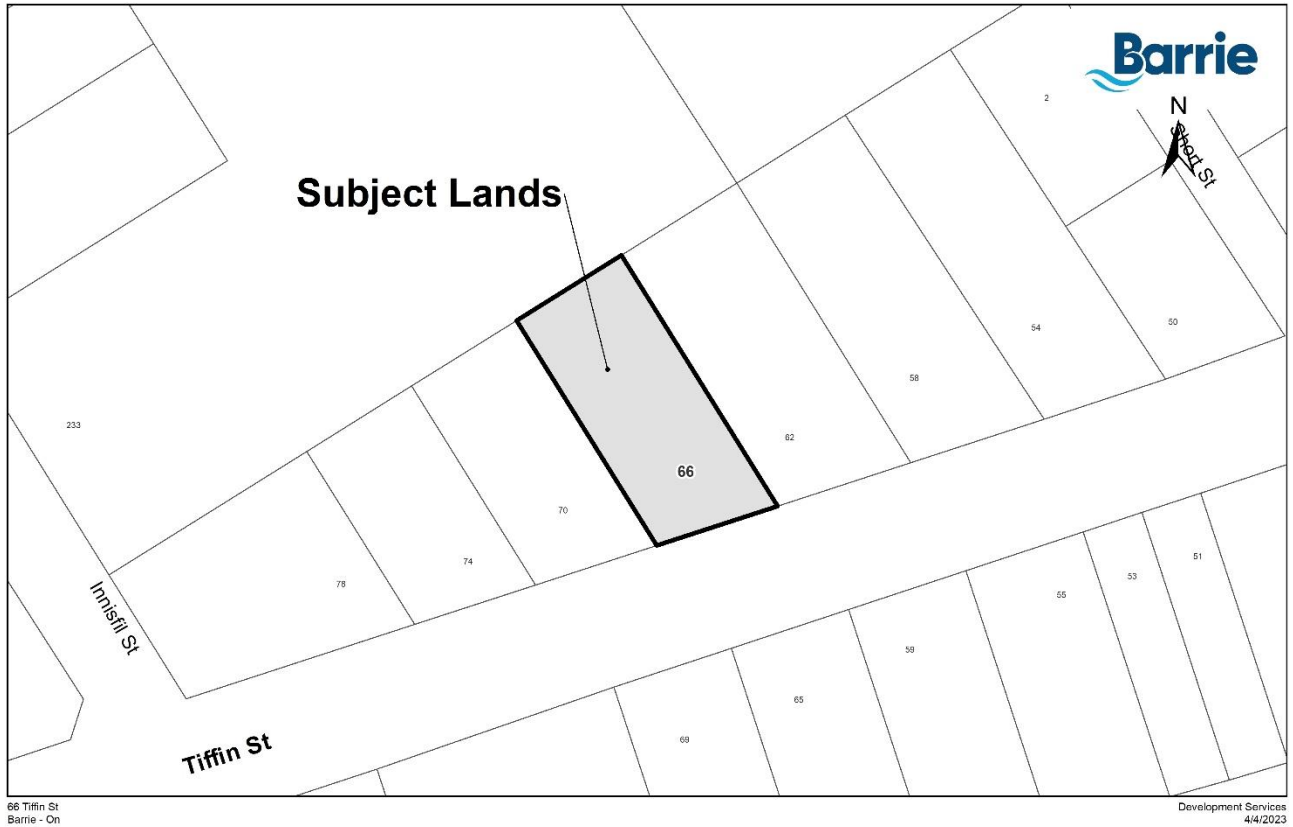 Barrie
N
Short St
2
Subject Lands
54
50
58
233
62
66
70
74
78
51
53
55
59
65
69
Innisfil St
Tiffin St
66 Tiffin St
Barrie - On
Development Services
4/4/2023